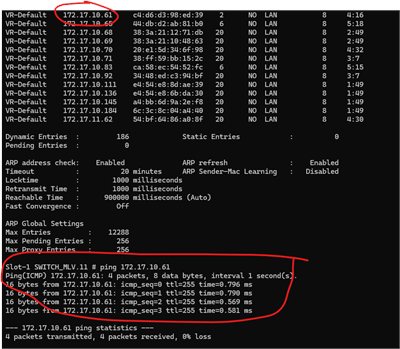 VR-Default 172.17.10.61 c4:d6:d3:98:ed:39 2 NO LAN 8 4:16
VR-Default 172.17.10.65 44:db:d2:ab:81:b0 6 NO LAN 8 5:18
VR-Default 172.17.10.68 38:3a:21:12:71:db 20 NO LAN 8 2:49
VR-Default 172.17.10.69 38:3a:21:10:48:63 20 NO LAN 8 2:49
VR-Default 172.17.10.70 20:e1:5d:34:6f:98 20 NO LAN 8 4:32
VR-Default 172.17.10.71 38:ff:59:bb:15:2c 20 NO LAN 8 3:7
VR-Default 172.17.10.83 ca:58:ec:54:52:fc 6 NO LAN 8 5:15
VR-Default 172.17.10.92 34:48:ed:c3:94:bf 20 NO LAN 8 3:7
VR-Default 172.17.10.111 e4:54:e8:8d:ae:39 20 NO LAN 8 1:49
VR-Default 172.17.10.136 e4:54:e8:6b:da:30 20 NO LAN 8 1:49
VR-Default 172.17.10.145 a4:bb:6d:9a:2e:f8 20 NO LAN 8 1:49
VR-Default 172.17.10.184 6c:3c:8c:04:a4:40 20 NO LAN 8 1:49
VR-Default 172.17.11.62 54:bf:64:86:a0:8f 20 NO LAN 8 4:30
Dynamic Entries : 186 Static Entries : 0
Pending Entries : 0
ARP address check: Enabled ARP refresh : Enabled
Timeout : 20 minutes ARP Sender-Mac Learning : Disabled
Locktime : 1000 milliseconds
Retransmit Time : 1000 milliseconds
Reachable Time : 900000 milliseconds (Auto)
Fast Convergence : Off
ARP Global Settings
Max Entries : 12288
Max Pending Entries : 256
Max Proxy Entries : 256
Slot-1 SWITCH_MLV.11 # ping 172.17.10.61
Ping(ICMP) 172.17.10.61: 4 packets, 8 data bytes, interval 1 second(s).
16 bytes from 172.17.10.61: icmp_seq=0 ttl=255 time=0.796 ms
16 bytes from 172.17.10.61: icmp_seq=1 ttl=255 time=0.790 ms
16 bytes from 172.17.10.61: icmp_seq=2 ttl=255 time=0.569 ms
16 bytes from 172.17.10.61: icmp_seq=3 ttl=255 time=0.581 ms
--- 172.17.10.61 ping statistics ---
4 packets transmitted, 4 packets received, 0% loss